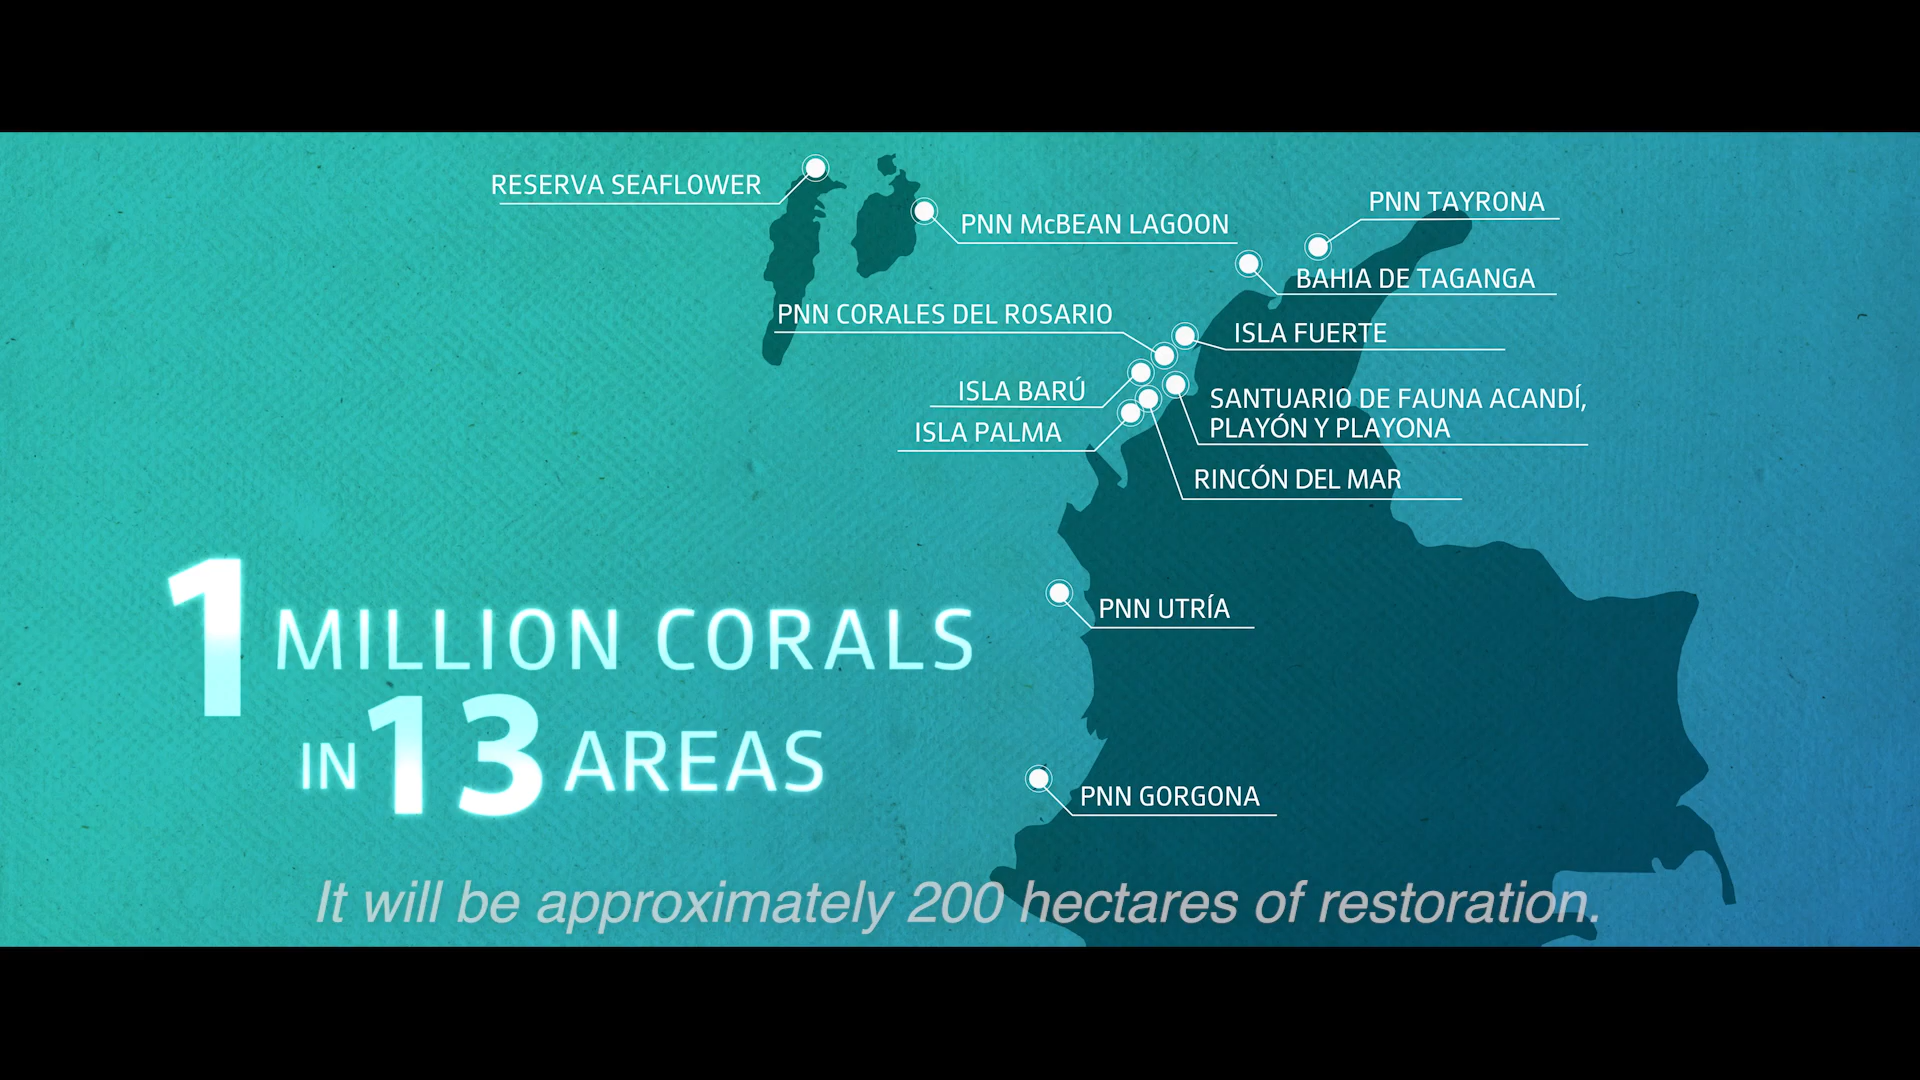 RESERVA SEAFLOWER
PNN McBEAN LAGOON
PNN TAYRONA
BAHIA DE TAGANGA
PNN CORALES DEL ROSARIO
ISLA FUERTE
ISLA BARÚ
SANTUARIO DE FAUNA ACANDÍ,
PLAYÓN Y PLAYONA
ISLA PALMA
RINCÓN DEL MAR
PNN UTRÍA
PNN GORGONA
1 MILLION CORALS
IN 13 AREAS
It will be approximately 200 hectares of restoration.